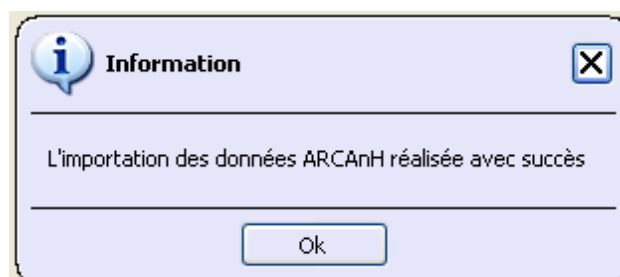 Information
L'importation des données ARCAnH réalisée avec succès
Ok